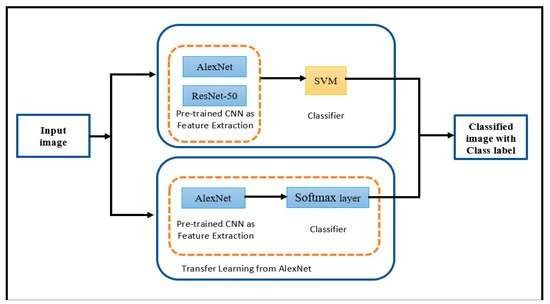 Input
image
AlexNet
ResNet-50
Pre-trained CNN as
Feature Extraction
SVM
Classifier
AlexNet
Pre-trained CNN as
Feature Extraction
Softmax layer
Classifier
Transfer Learning from AlexNet
Classified
image with
Class label